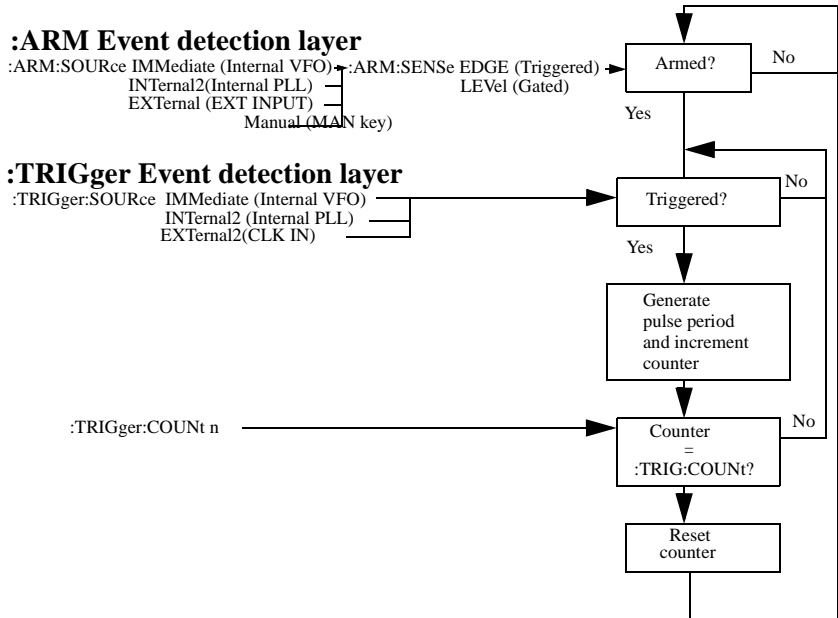 :ARM Event detection layer
:ARM:SOURce IMMediate (Internal VFO)
INTernal2(Internal PLL)
EXTernal (EXT INPUT)
Manual (MAN key)
:ARM:SENSe EDGE (Triggered)
LEVel (Gated)
Armed?
No
Yes
:TRIGger Event detection layer
:TRIGger:SOURce IMMediate (Internal VFO)
INTernal2 (Internal PLL)
EXTernal2(CLK IN)
Triggered?
No
Yes
Generate
pulse period
and increment
counter
:TRIGger:COUNt n
Counter
=
:TRIG:COUNt?
No
Reset
counter